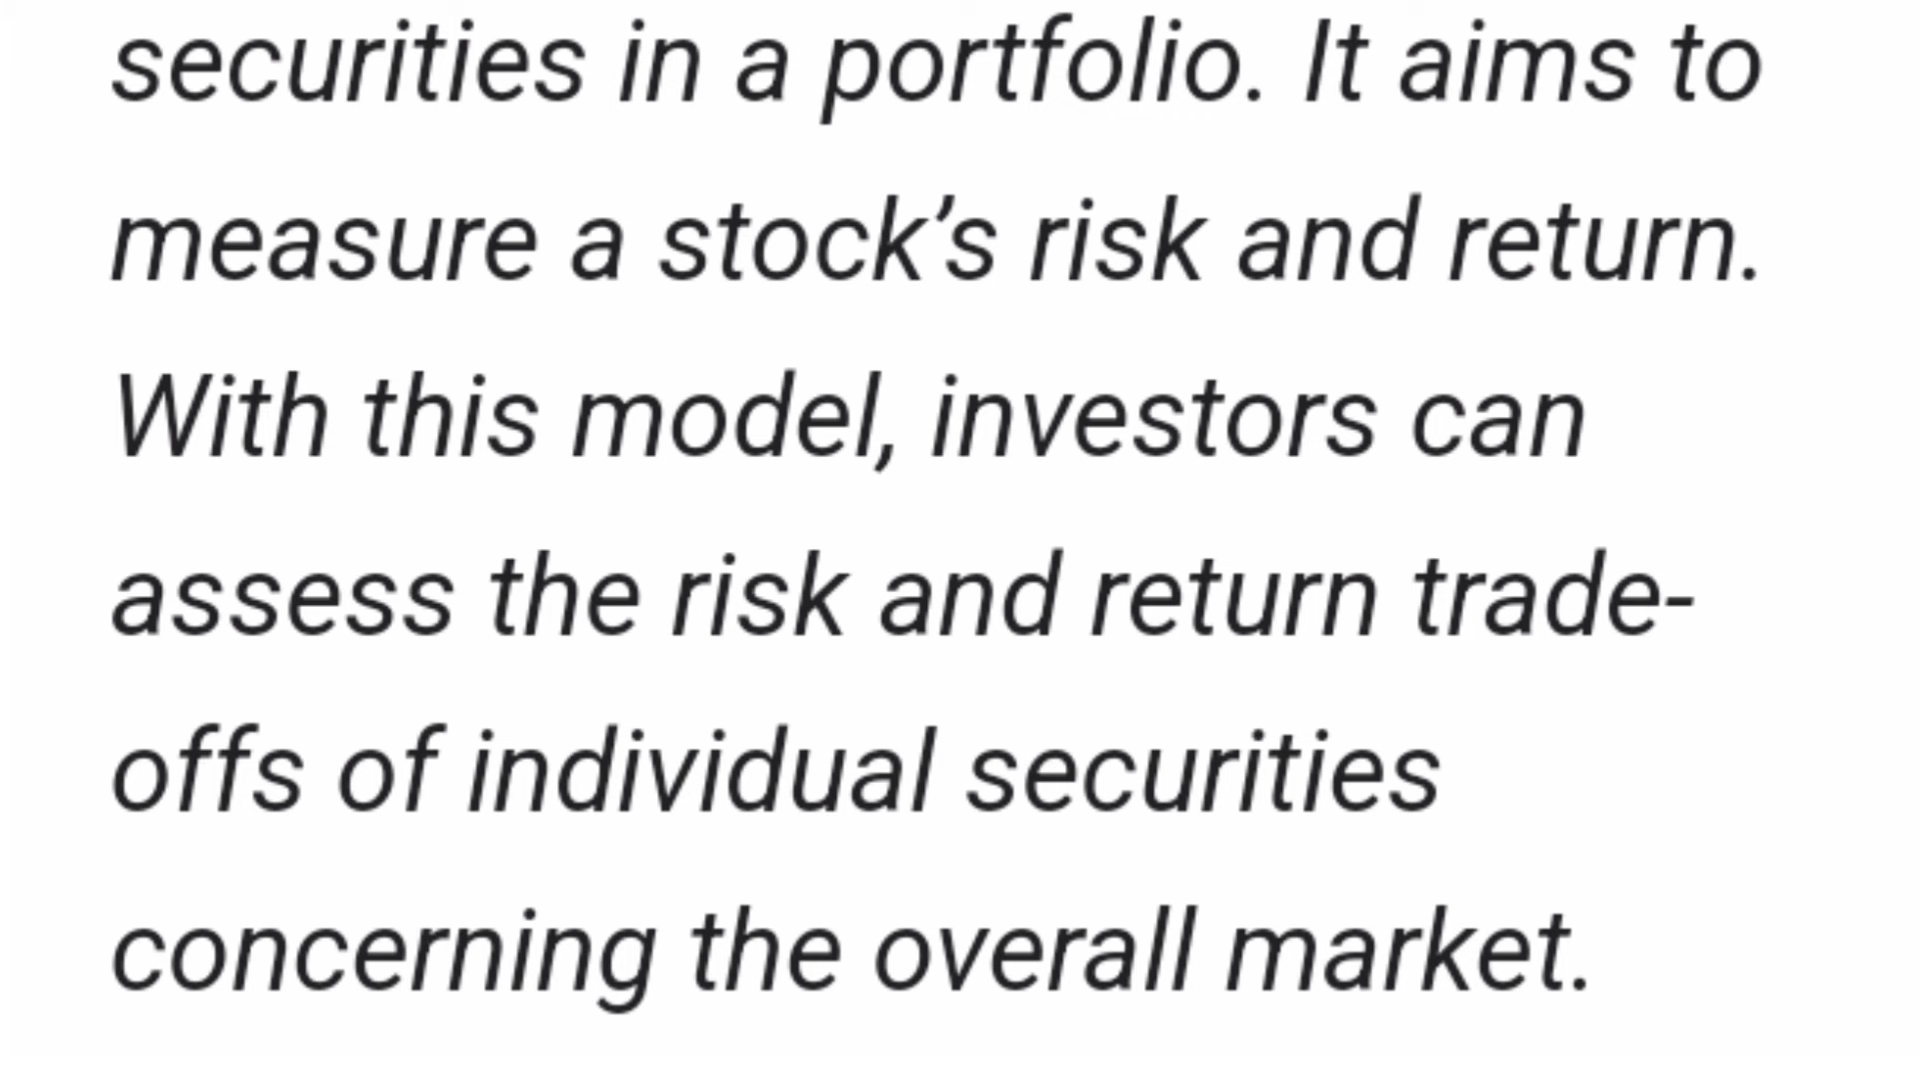 securities in a portfolio. It aims to
measure a stock’s risk and return.
With this model, investors can
assess the risk and return trade-
offs of individual securities
concerning the overall market.